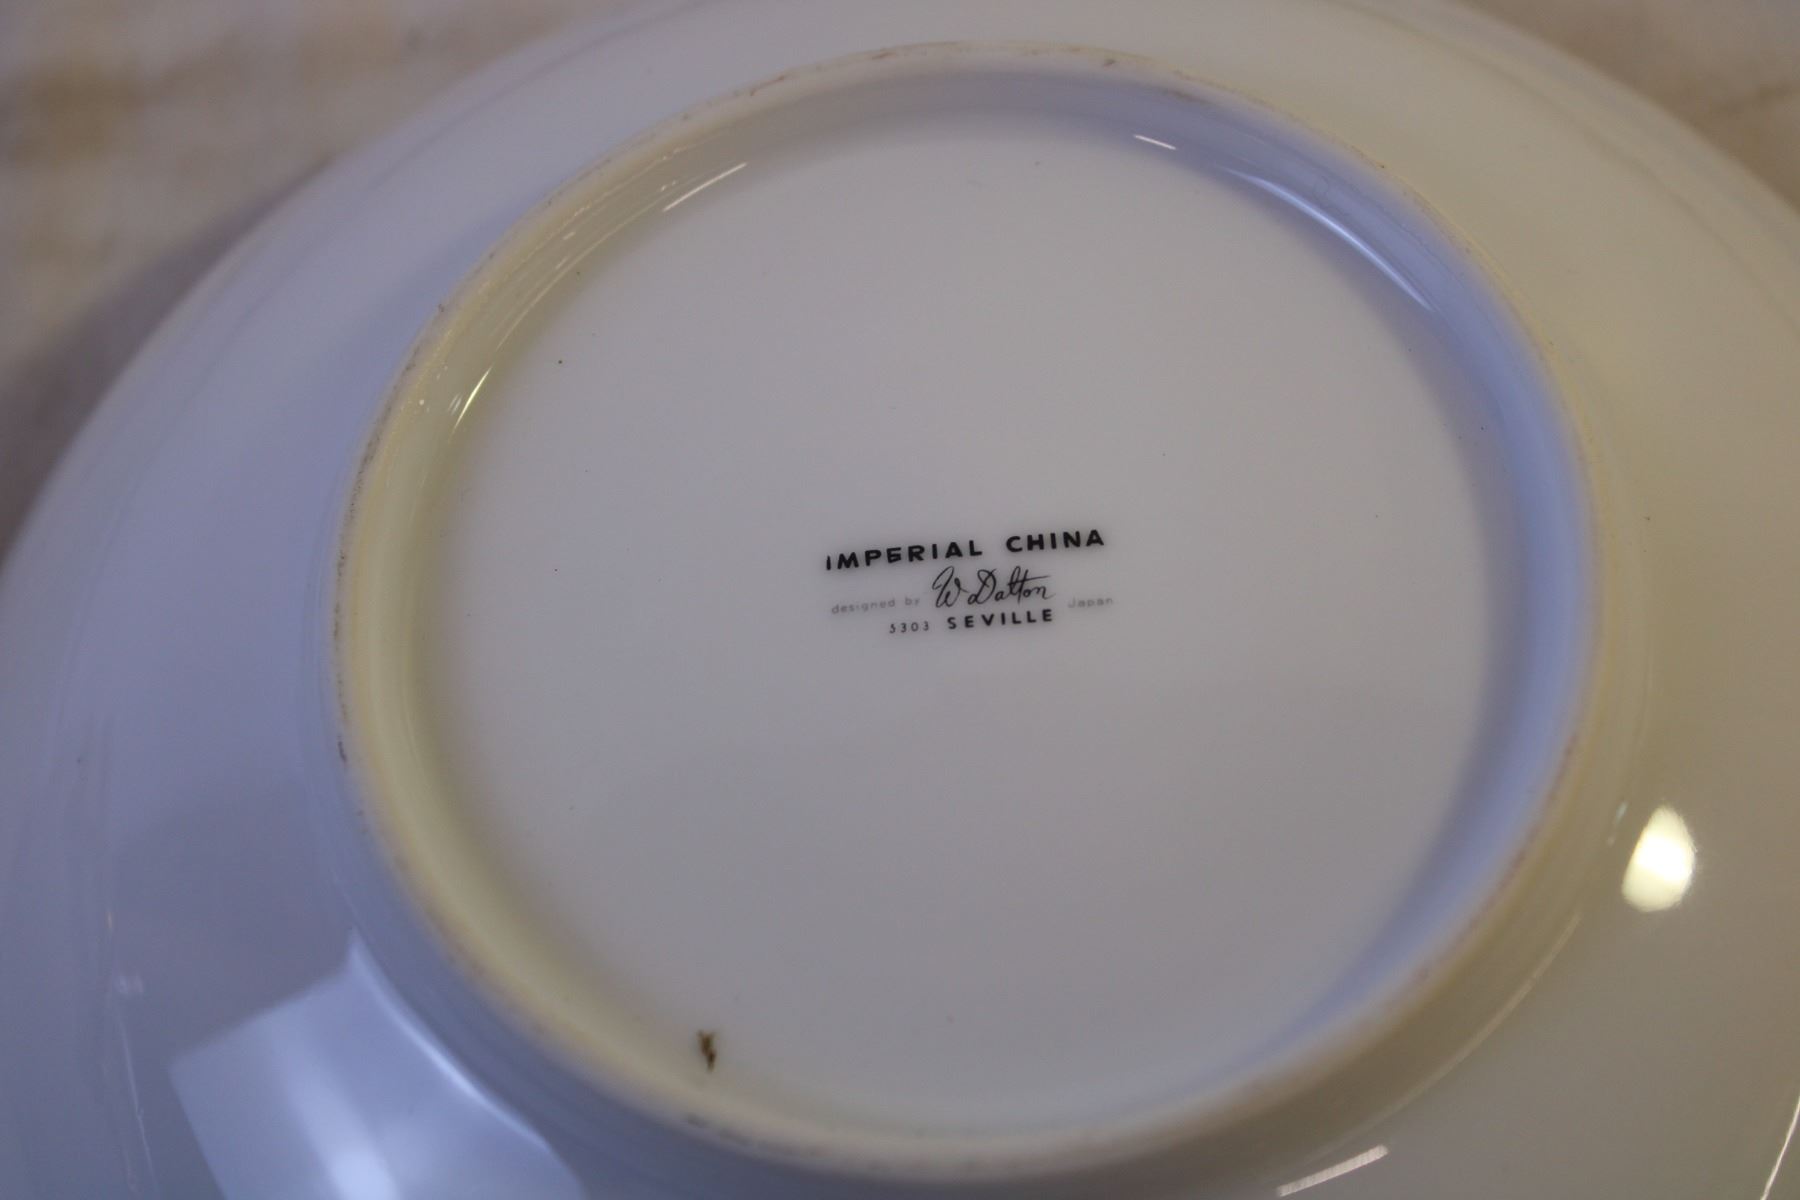 IMPERIAL CHINA
designed by W Dalton Japan
5303 SEVILLE